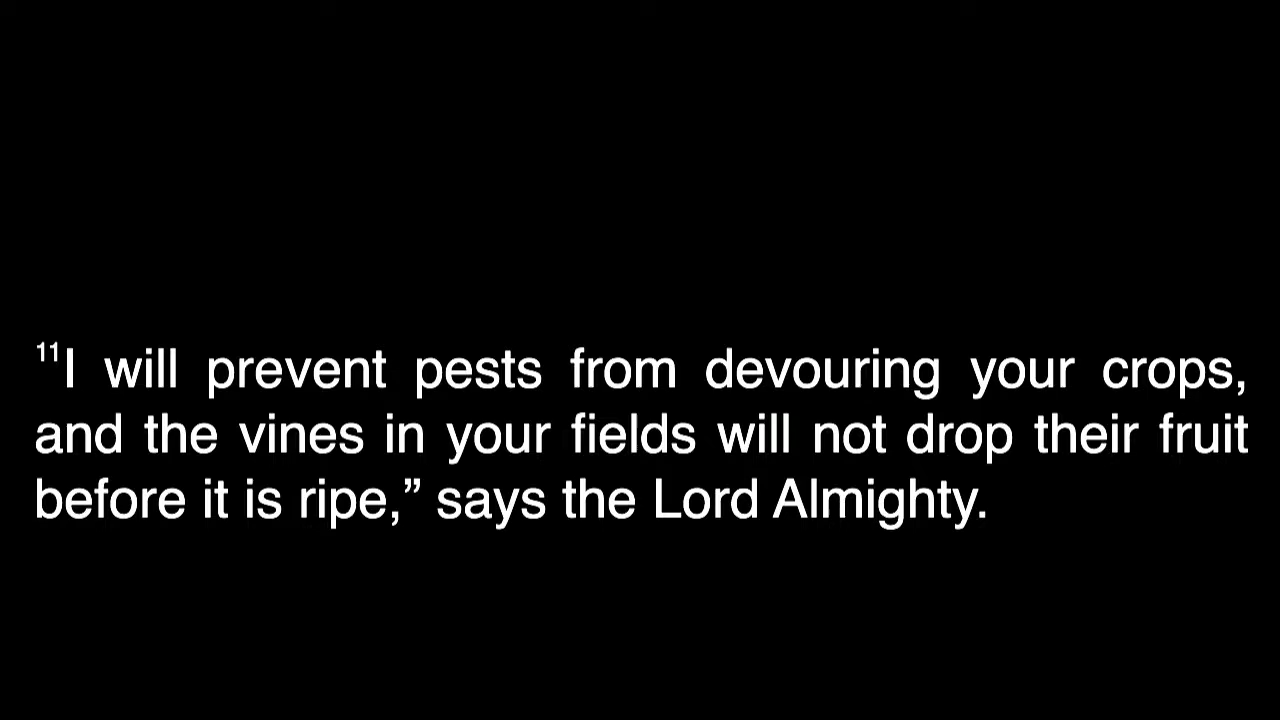 ¹¹I will prevent pests from devouring your crops,
and the vines in your fields will not drop their fruit
before it is ripe,” says the Lord Almighty.